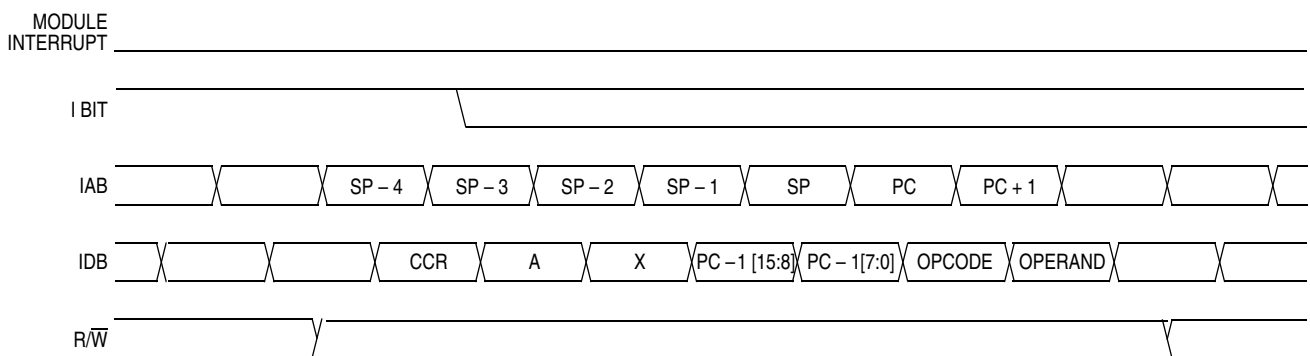 MODULE
INTERRUPT
I BIT
IAB SP – 4 SP – 3 SP – 2 SP – 1 SP PC PC + 1
IDB CCR A X PC –1 [15:8] PC – 1[7:0] OPCODE OPERAND
R/W̅